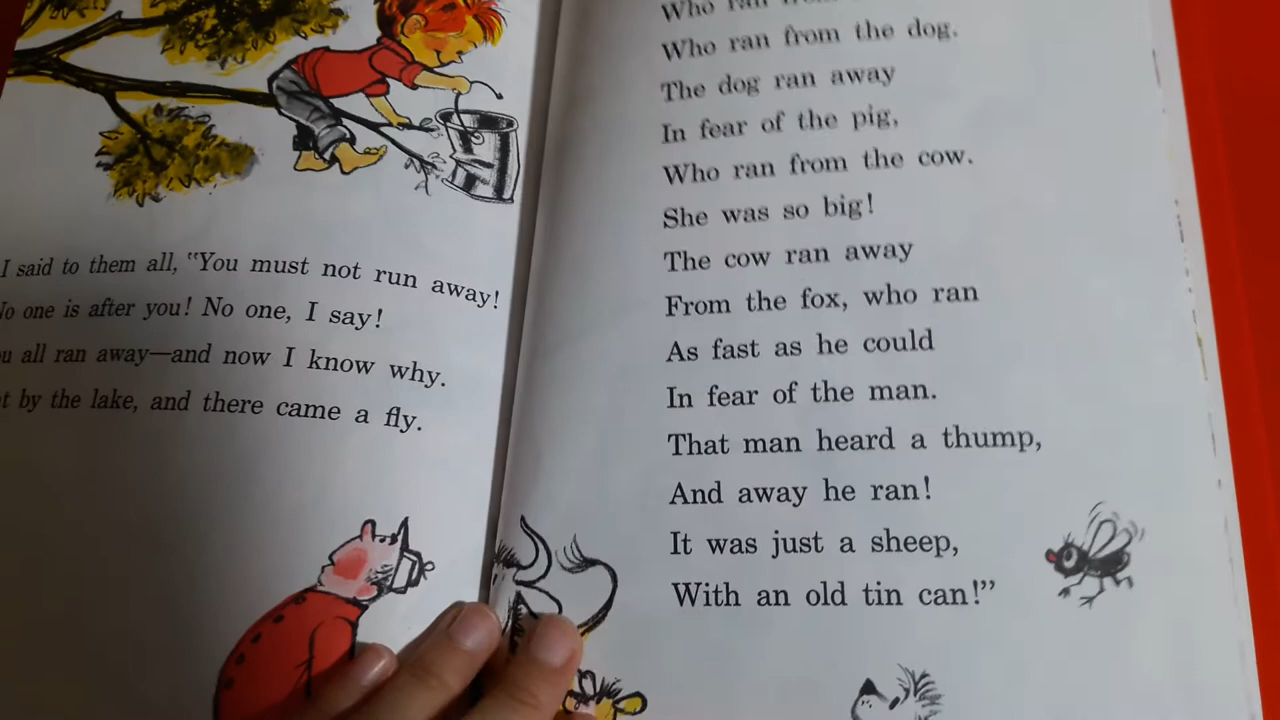 I said to them all, "You must not run away!
one is after you! No one, I say!
all ran away—and now I know why.
by the lake, and there came a fly.
Who ran
Who ran from the dog.
The dog ran away
In fear of the pig,
Who ran from the cow.
She was so big!
The cow ran away
From the fox, who ran
As fast as he could
In fear of the man.
That man heard a thump,
And away he ran!
It was just a sheep,
With an old tin can!"